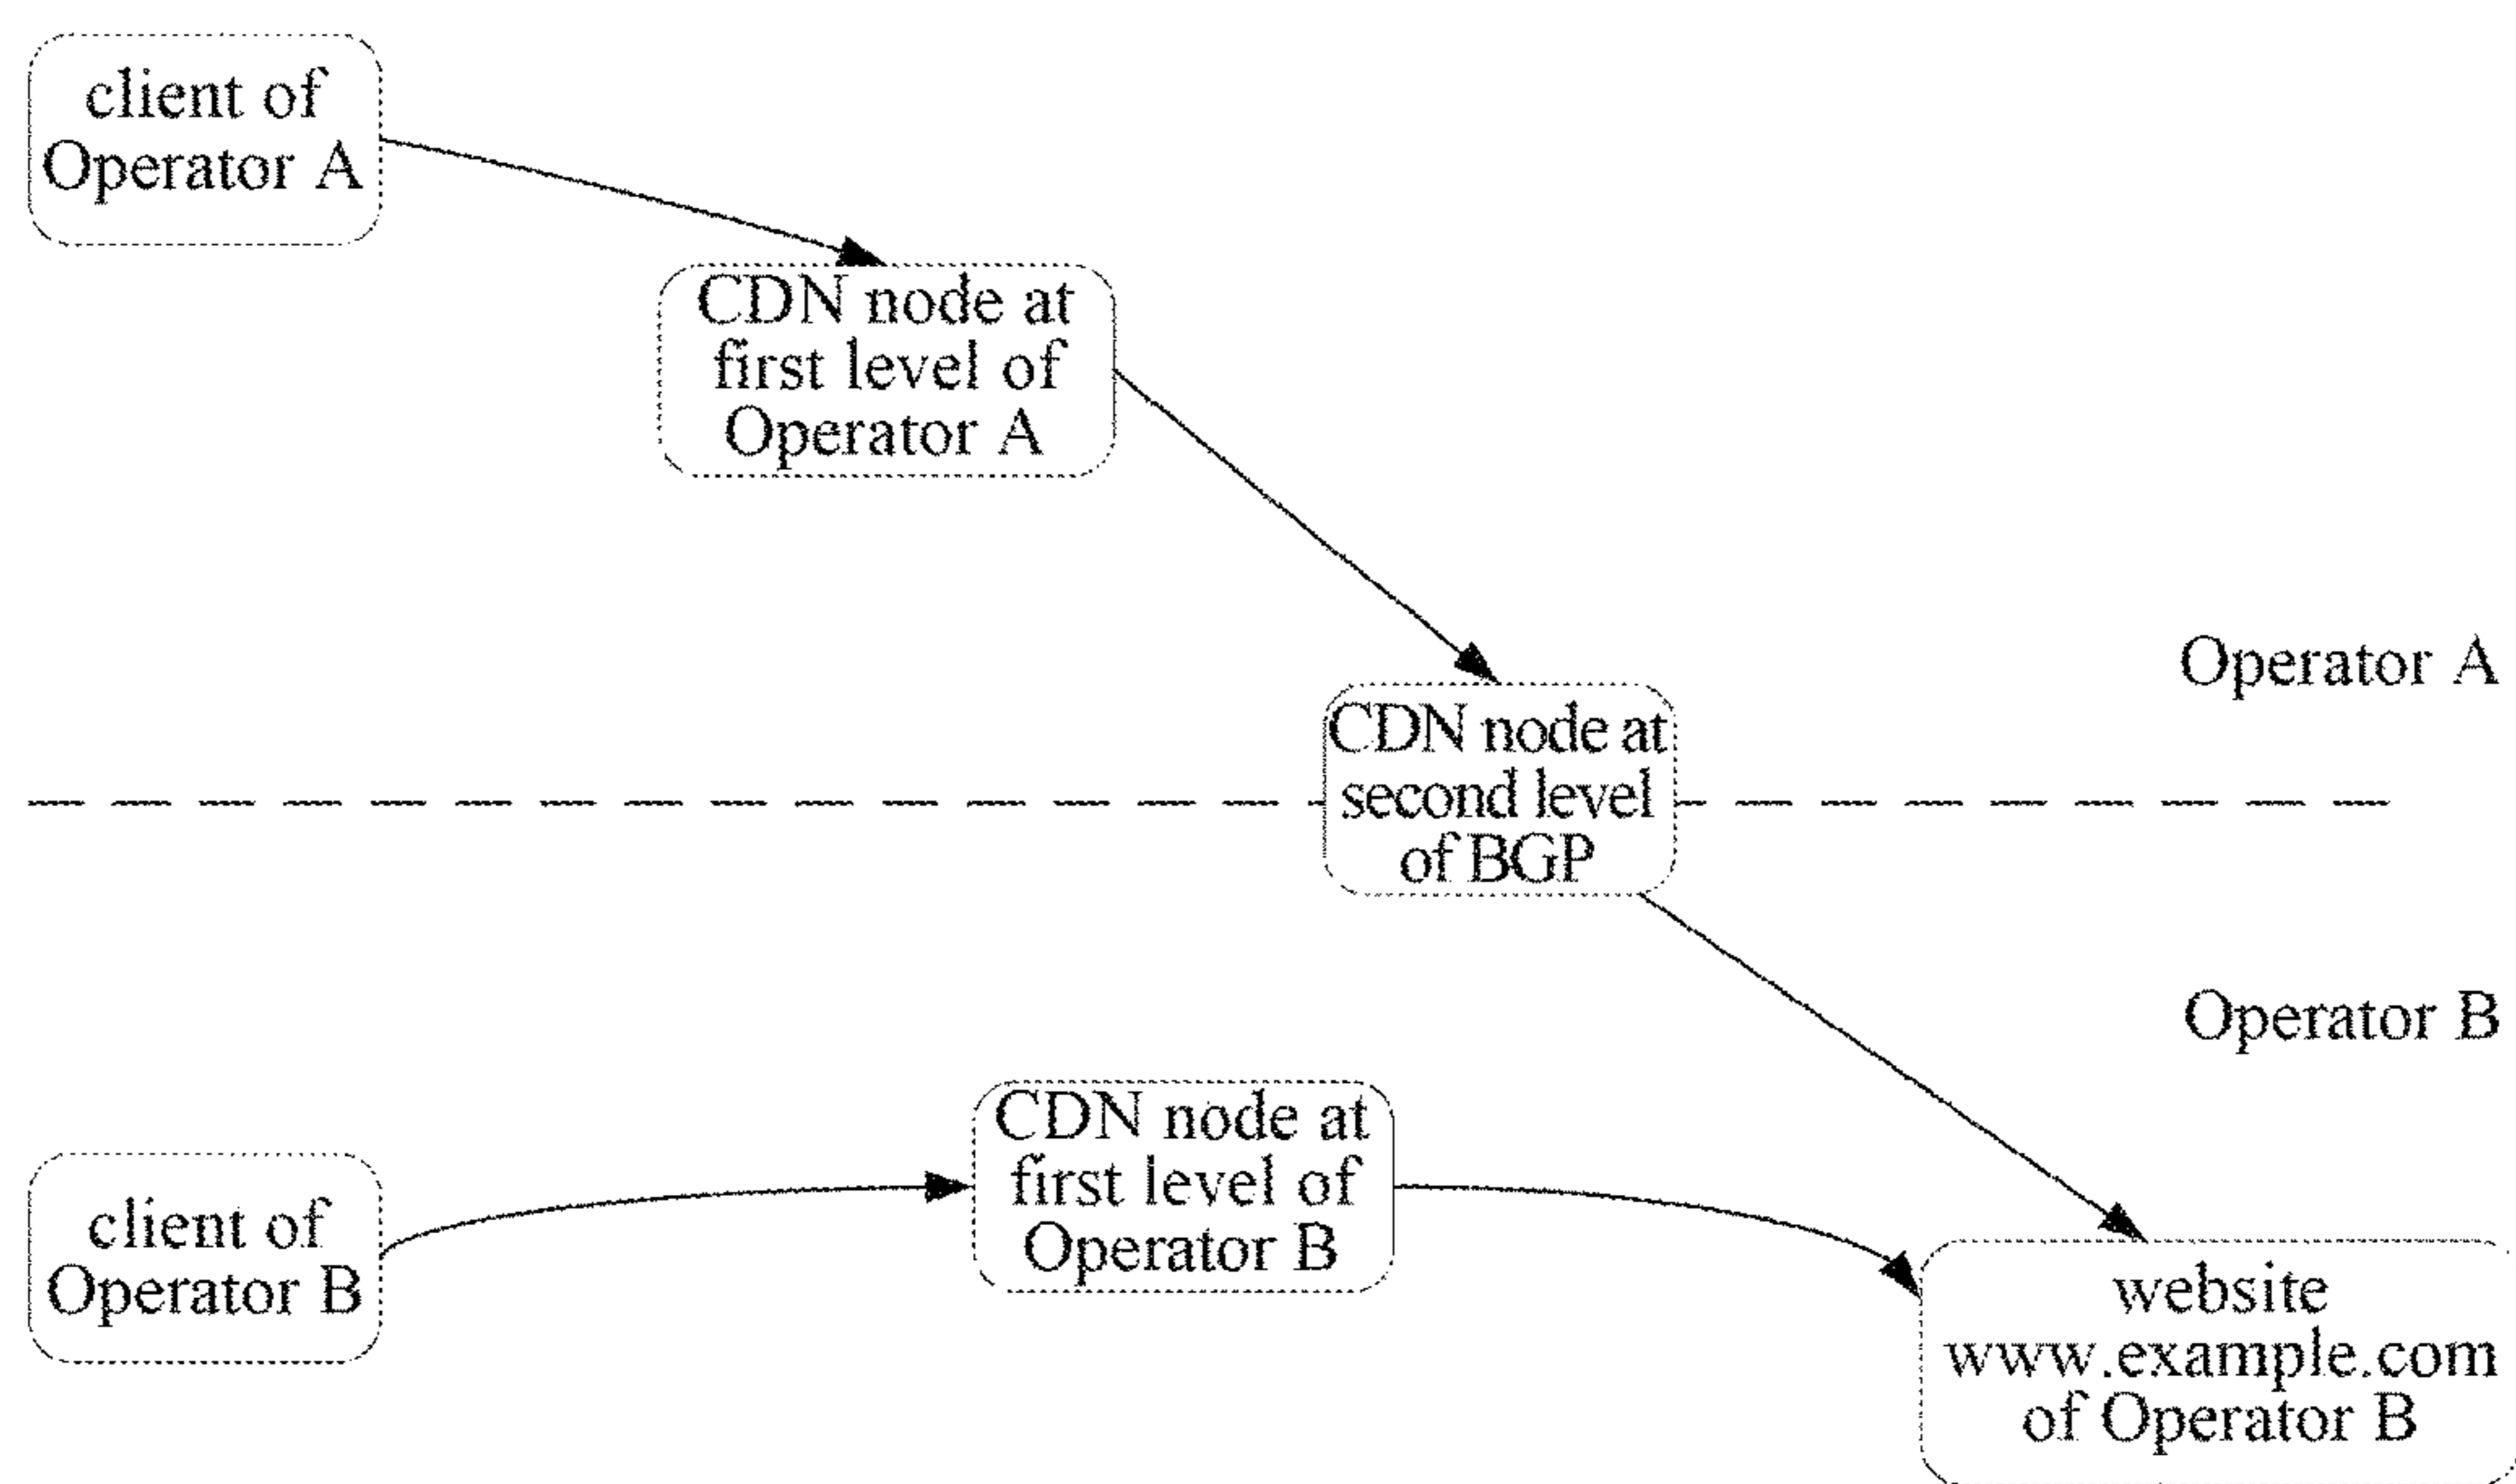 client of
Operator A
CDN node at
first level of
Operator A
Operator A
CDN node at
second level
of BGP
Operator B
CDN node at
first level of
Operator B
client of
Operator B
website
www.example.com
of Operator B